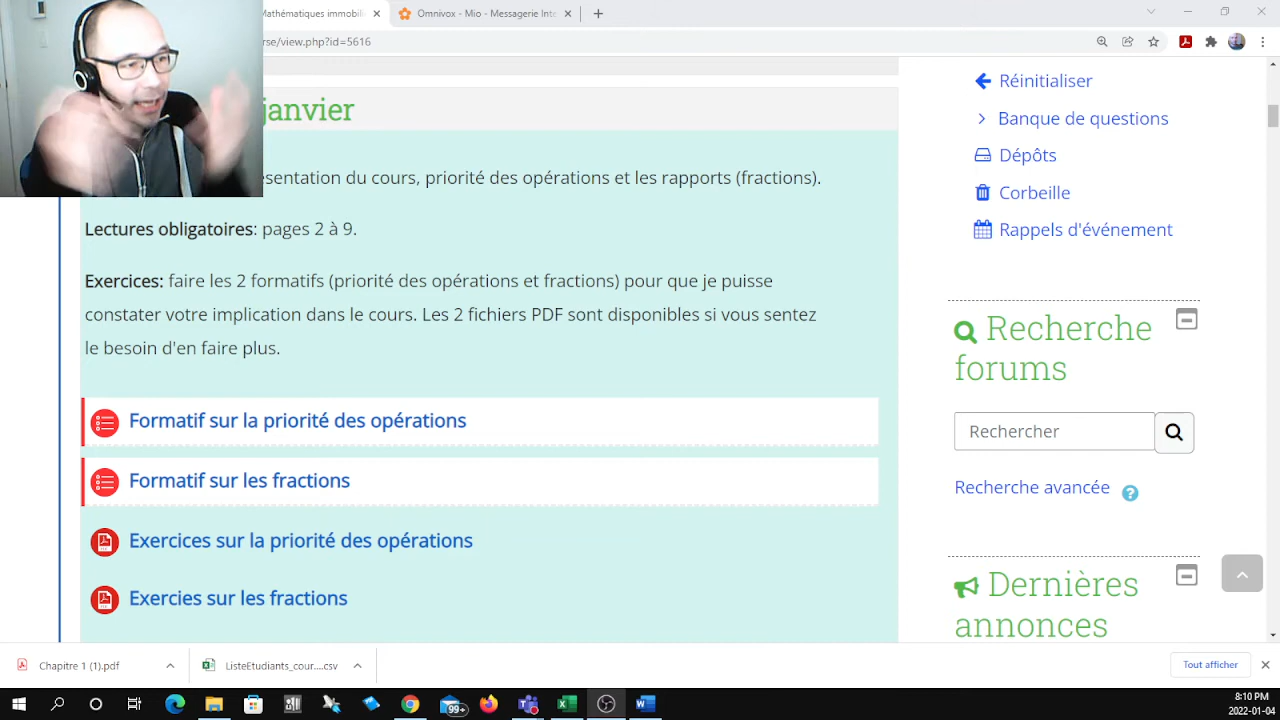 Mathématiques immobil
Omnivox - Mio - Messagerie Inte
se/view.php?id=5616
janvier
sentation du cours, priorité des opérations et les rapports (fractions).
Lectures obligatoires: pages 2 à 9.
Exercices: faire les 2 formatifs (priorité des opérations et fractions) pour que je puisse
constater votre implication dans le cours. Les 2 fichiers PDF sont disponibles si vous sentez
le besoin d'en faire plus.
Formatif sur la priorité des opérations
Formatif sur les fractions
Exercices sur la priorité des opérations
Exercies sur les fractions
Réinitialiser
Banque de questions
Dépôts
Corbeille
Rappels d'événement
Recherche
forums
Rechercher
Recherche avancée
Dernières
annonces
Chapitre 1 (1).pdf
ListeEtudiants_cour....csv
Tout afficher
99+
8:10 PM
2022-01-04